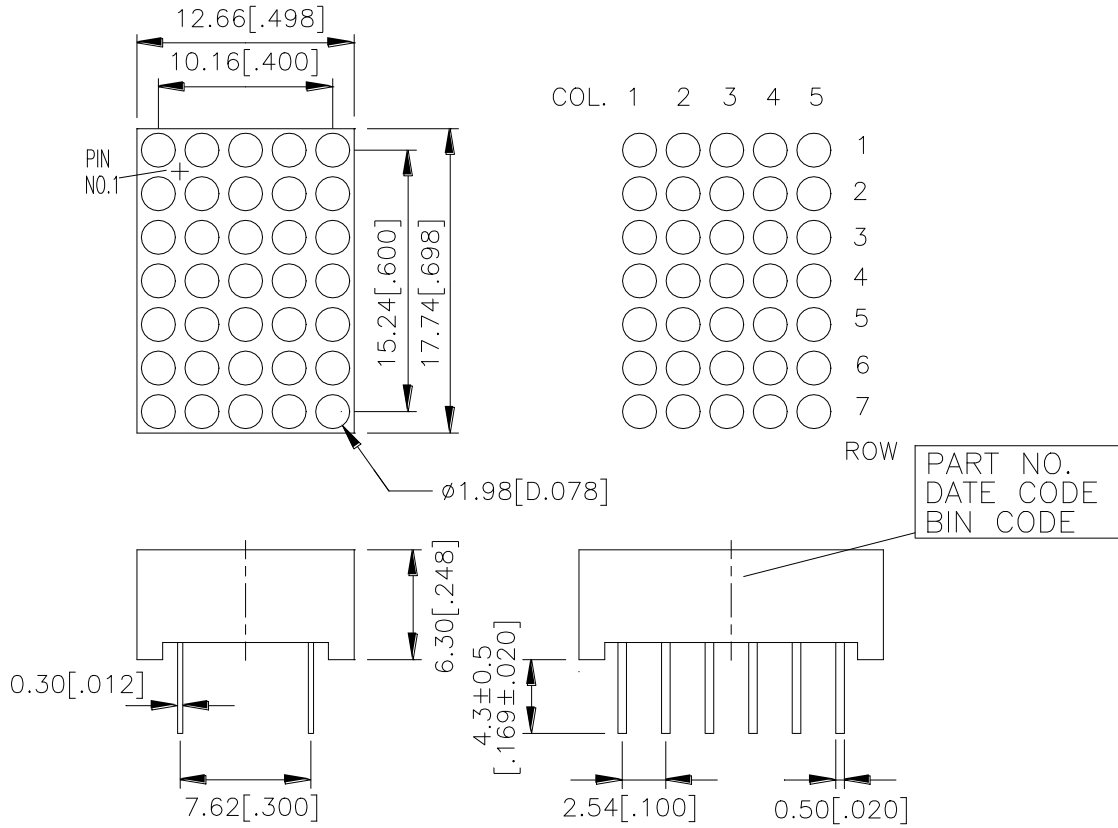 12.66[.498]
10.16[.400]
COL. 1 2 3 4 5
PIN
NO.1
1
2
3
4
5
6
7
ROW
15.24[.600]
17.74[.698]
ø1.98[D.078]
PART NO.
DATE CODE
BIN CODE
6.30[.248]
0.30[.012]
7.62[.300]
4.3±0.5
[.169±.020]
2.54[.100]
0.50[.020]